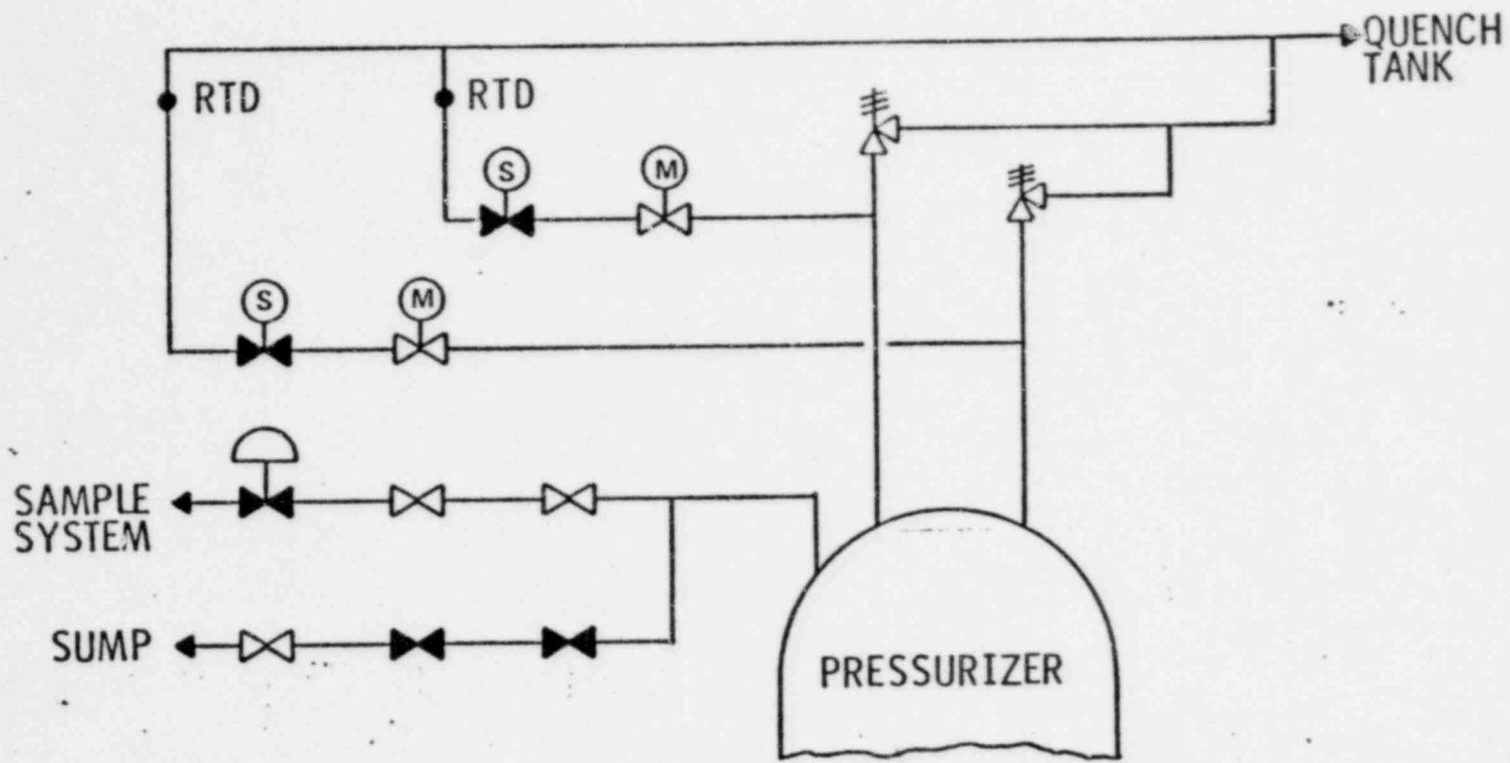 QUENCH
TANK
RTD
RTD
S
M
S
M
SAMPLE
SYSTEM
SUMP
PRESSURIZER